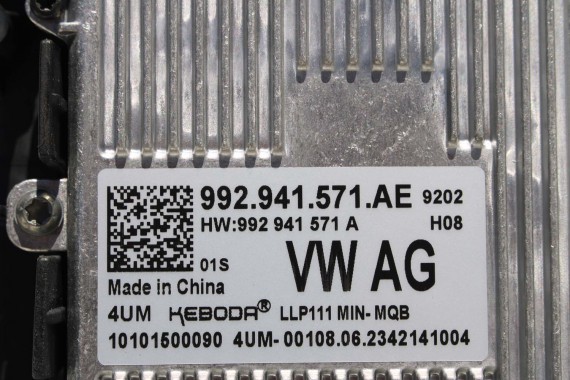 992.941.571.AE 9202
HW:992 941 571 A H08
01S VW AG
Made in China
4UM KEBODA® LLP111 MIN- MQB
10101500090 4UM- 00108.06.2342141004